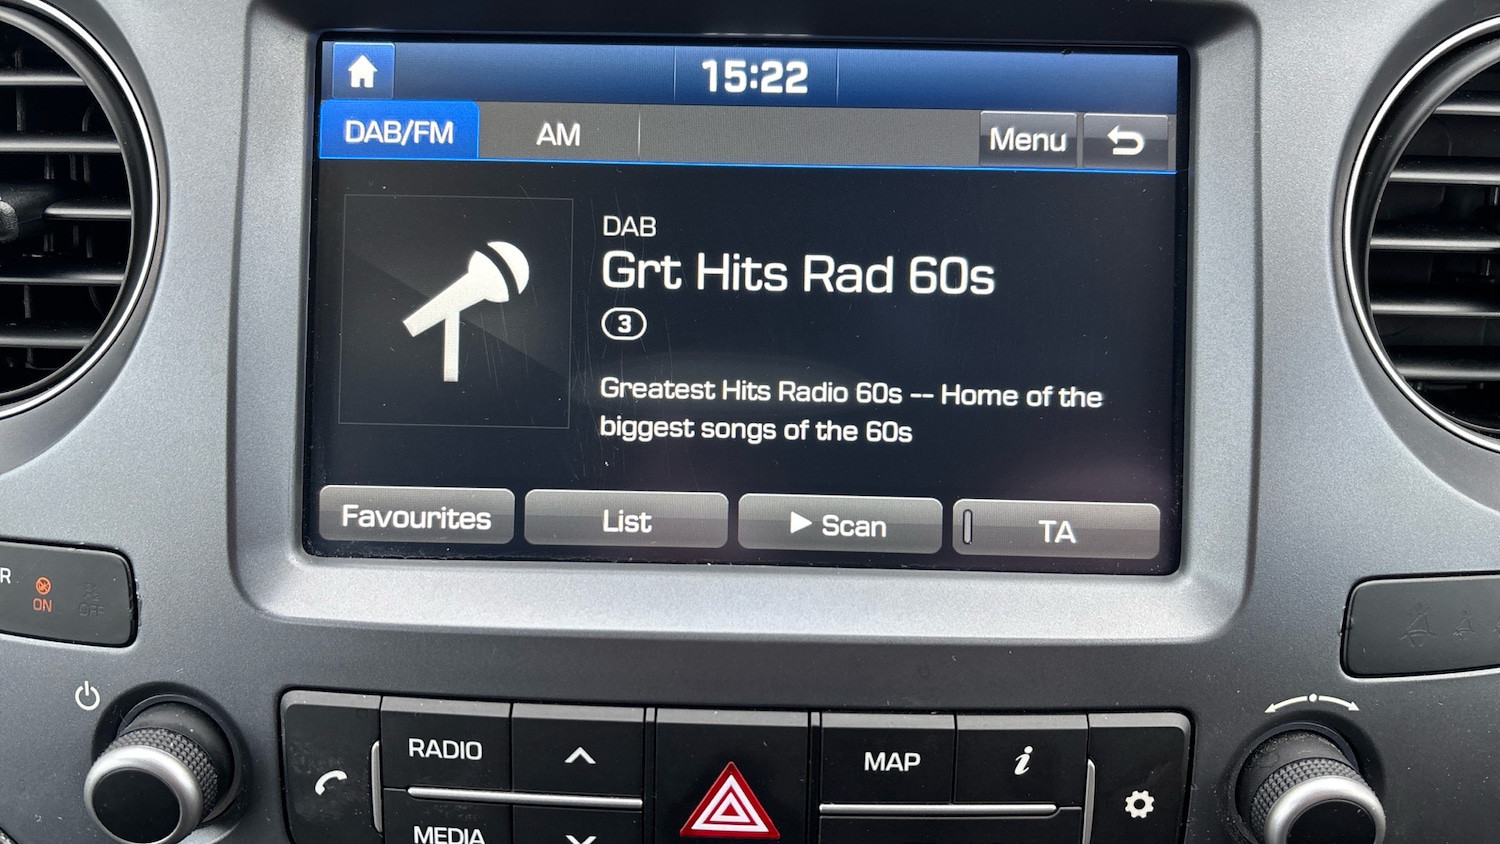 15:22
DAB/FM
AM
Menu
DAB
Grt Hits Rad 60s
3
Greatest Hits Radio 60s -- Home of the
biggest songs of the 60s
Favourites
List
Scan
TA
R
ON
OFF
RADIO
MAP
i
MEDIA